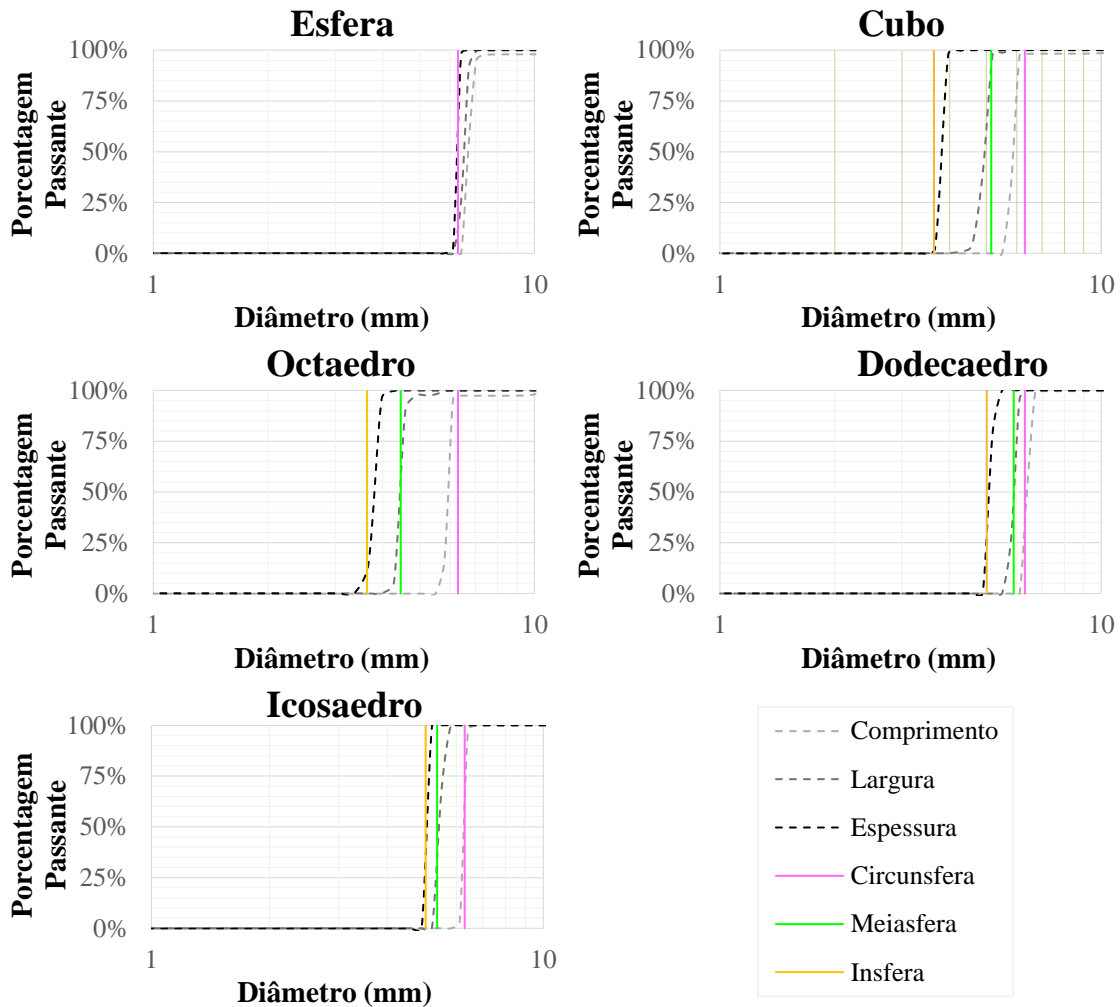 Esfera
100%
75%
50%
25%
0%
Porcentagem
Passante
1
10
Diâmetro (mm)
Cubo
100%
75%
50%
25%
0%
Porcentagem
Passante
1
10
Diâmetro (mm)
Octaedro
100%
75%
50%
25%
0%
Porcentagem
Passante
1
10
Diâmetro (mm)
Dodecaedro
100%
75%
50%
25%
0%
Porcentagem
Passante
1
10
Diâmetro (mm)
Icosaedro
100%
75%
50%
25%
0%
Porcentagem
Passante
1
10
Diâmetro (mm)
Comprimento
Largura
Espessura
Circunsfera
Meiasfera
Insfera